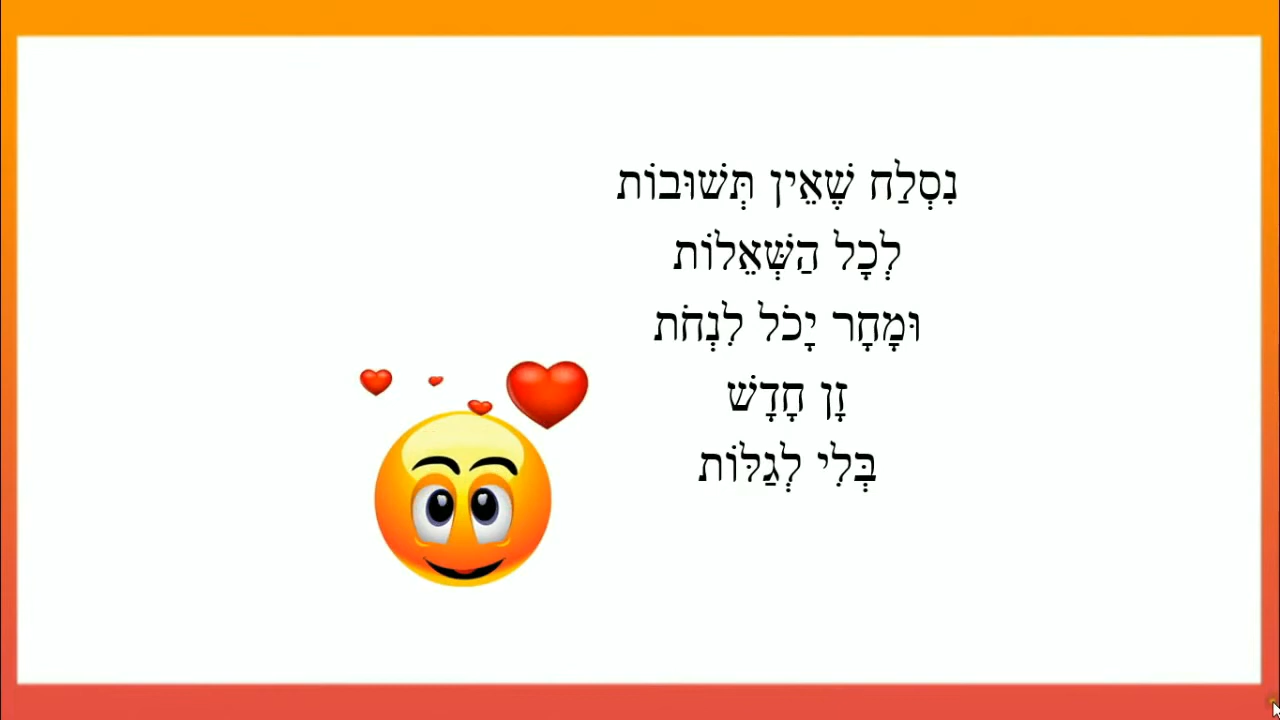 נִסְלַח שֶׁאֵין תְּשׁוּבוֹת
לְכָל הַשְּׁאֵלוֹת
וּמָחָר יָכֹל לִנְחֹת
זָן חָדָשׁ
בְּלִי לְגַלּוֹת